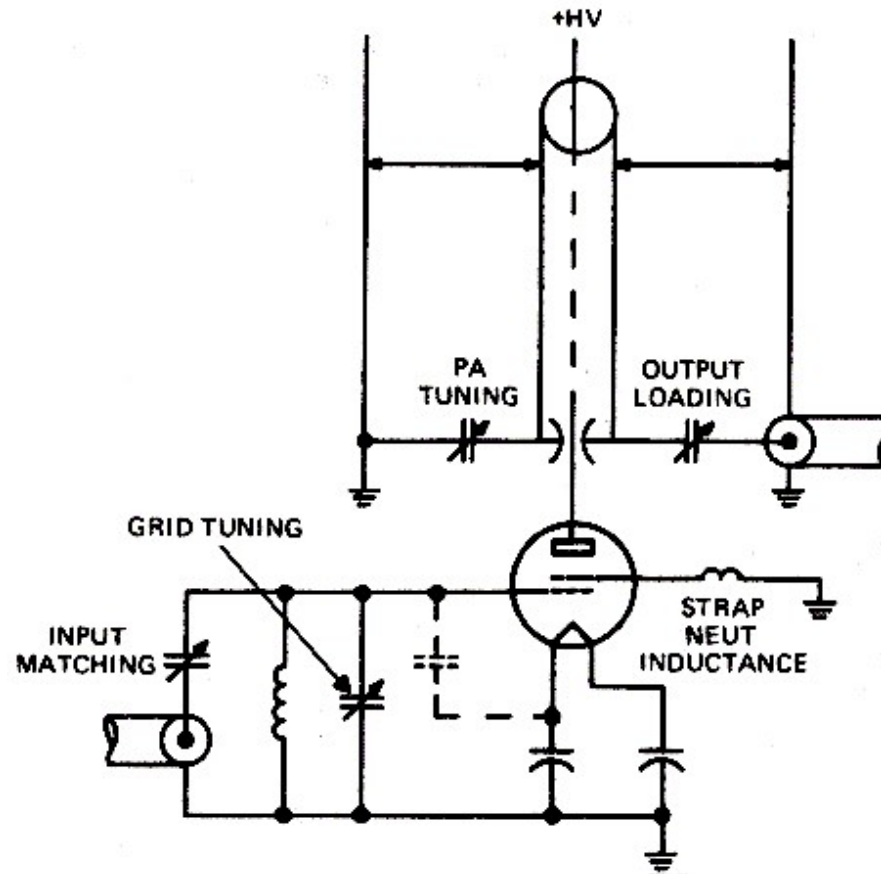 +HV
PA
TUNING
OUTPUT
LOADING
GRID TUNING
INPUT
MATCHING
STRAP
NEUT
INDUCTANCE